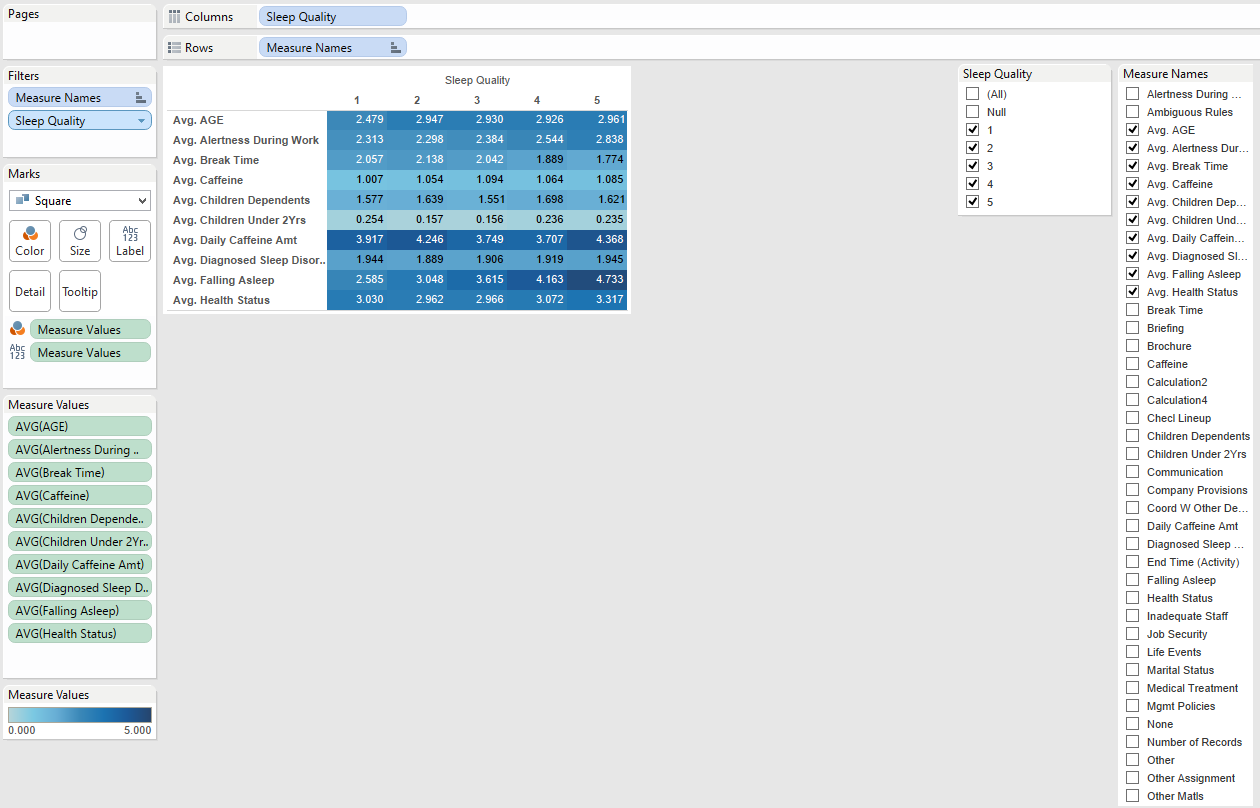 Pages
Columns
Sleep Quality
Rows
Measure Names
Filters
Measure Names
Sleep Quality
Marks
Square
Color
Size
Abc
123
Label
Detail
Tooltip
Measure Values
Abc
123
Measure Values
Measure Values
AVG(AGE)
AVG(Alertness During ..
AVG(Break Time)
AVG(Caffeine)
AVG(Children Depende..
AVG(Children Under 2Yr..
AVG(Daily Caffeine Amt)
AVG(Diagnosed Sleep D..
AVG(Falling Asleep)
AVG(Health Status)
Measure Values
0.000 5.000
Sleep Quality
1 2 3 4 5
Avg. AGE 2.479 2.947 2.930 2.926 2.961
Avg. Alertness During Work 2.313 2.298 2.384 2.544 2.838
Avg. Break Time 2.057 2.138 2.042 1.889 1.774
Avg. Caffeine 1.007 1.054 1.094 1.064 1.085
Avg. Children Dependents 1.577 1.639 1.551 1.698 1.621
Avg. Children Under 2Yrs 0.254 0.157 0.156 0.236 0.235
Avg. Daily Caffeine Amt 3.917 4.246 3.749 3.707 4.368
Avg. Diagnosed Sleep Disor.. 1.944 1.889 1.906 1.919 1.945
Avg. Falling Asleep 2.585 3.048 3.615 4.163 4.733
Avg. Health Status 3.030 2.962 2.966 3.072 3.317
Sleep Quality
(All)
Null
1
2
3
4
5
Measure Names
Alertness During ...
Ambiguous Rules
Avg. AGE
Avg. Alertness Dur...
Avg. Break Time
Avg. Caffeine
Avg. Children Dep...
Avg. Children Und...
Avg. Daily Caffein...
Avg. Diagnosed Sl...
Avg. Falling Asleep
Avg. Health Status
Break Time
Briefing
Brochure
Caffeine
Calculation2
Calculation4
Checl Lineup
Children Dependents
Children Under 2Yrs
Communication
Company Provisions
Coord W Other De...
Daily Caffeine Amt
Diagnosed Sleep ...
End Time (Activity)
Falling Asleep
Health Status
Inadequate Staff
Job Security
Life Events
Marital Status
Medical Treatment
Mgmt Policies
None
Number of Records
Other
Other Assignment
Other Matls